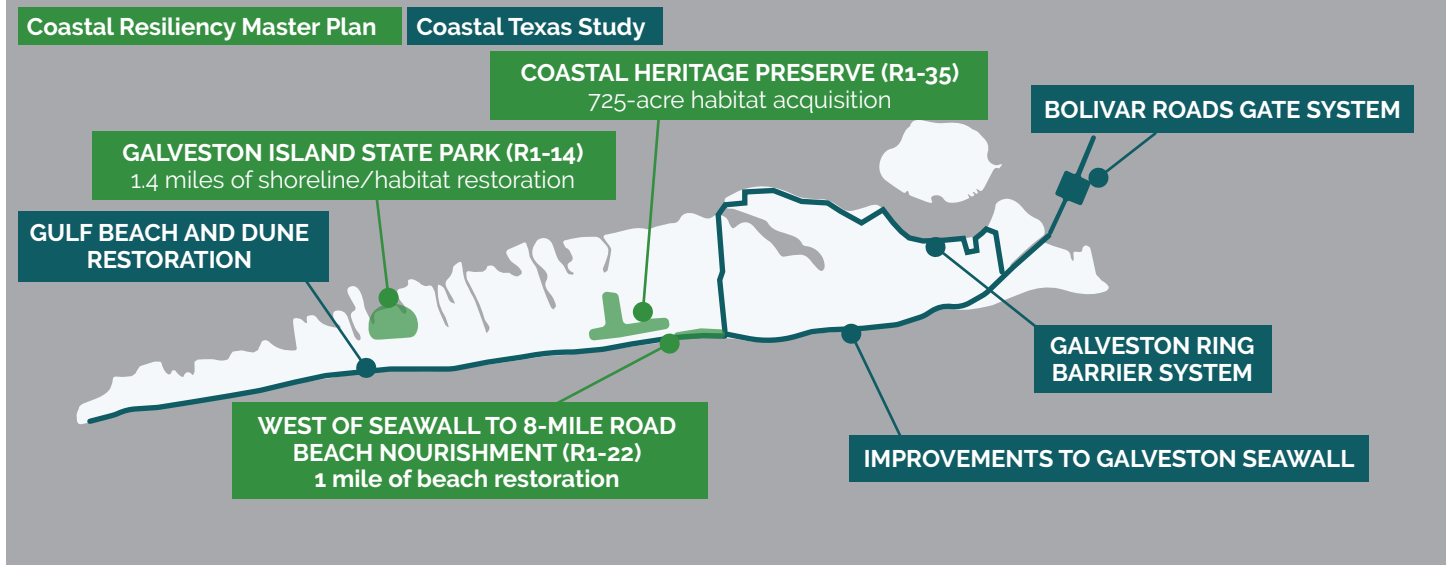 Coastal Resiliency Master Plan
Coastal Texas Study
COASTAL HERITAGE PRESERVE (R1-35)
725-acre habitat acquisition
BOLIVAR ROADS GATE SYSTEM
GALVESTON ISLAND STATE PARK (R1-14)
1.4 miles of shoreline/habitat restoration
GULF BEACH AND DUNE
RESTORATION
GALVESTON RING
BARRIER SYSTEM
WEST OF SEAWALL TO 8-MILE ROAD
BEACH NOURISHMENT (R1-22)
1 mile of beach restoration
IMPROVEMENTS TO GALVESTON SEAWALL